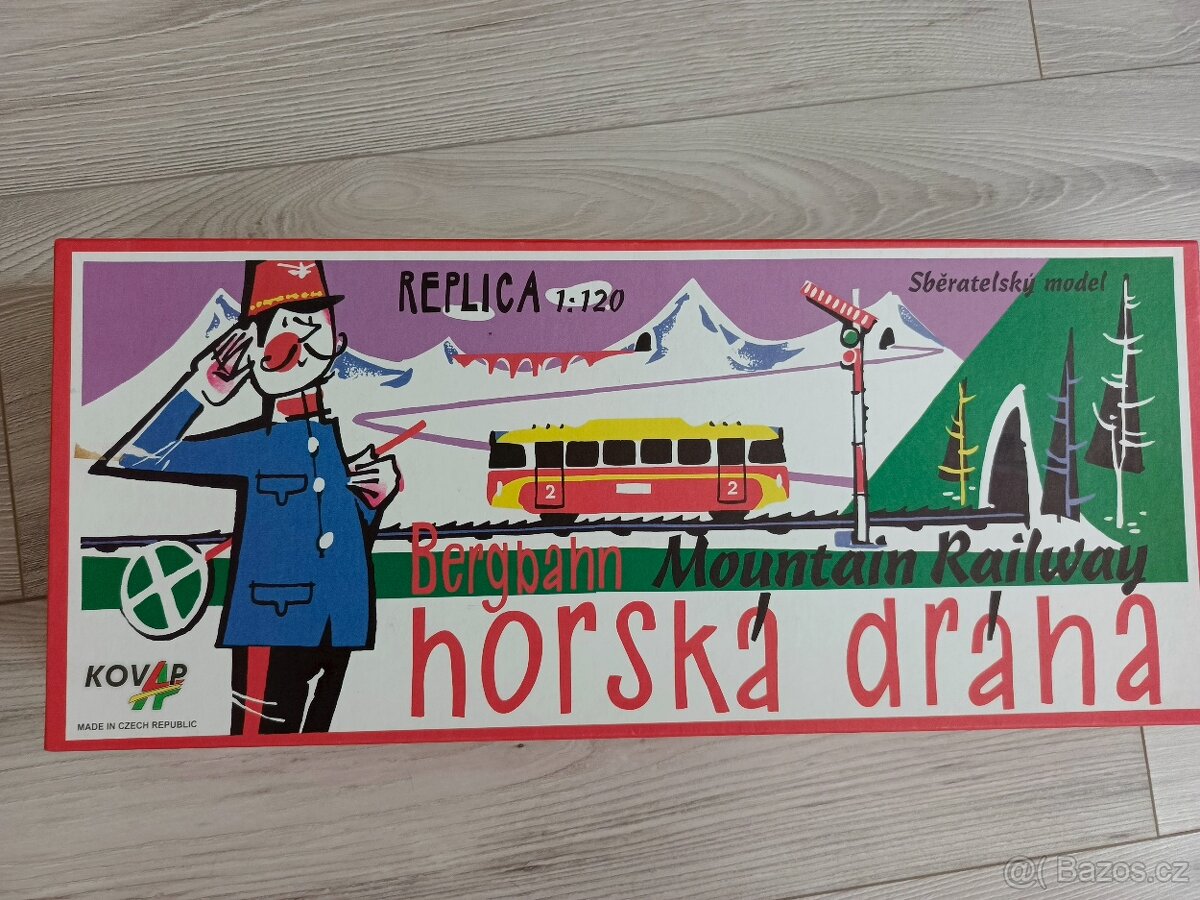 REPLICA 1:120
Sběratelský model
2 2
Bergbahn Mountain Railway
horská dráha
KOVAP
MADE IN CZECH REPUBLIC
@( Bazos.cz